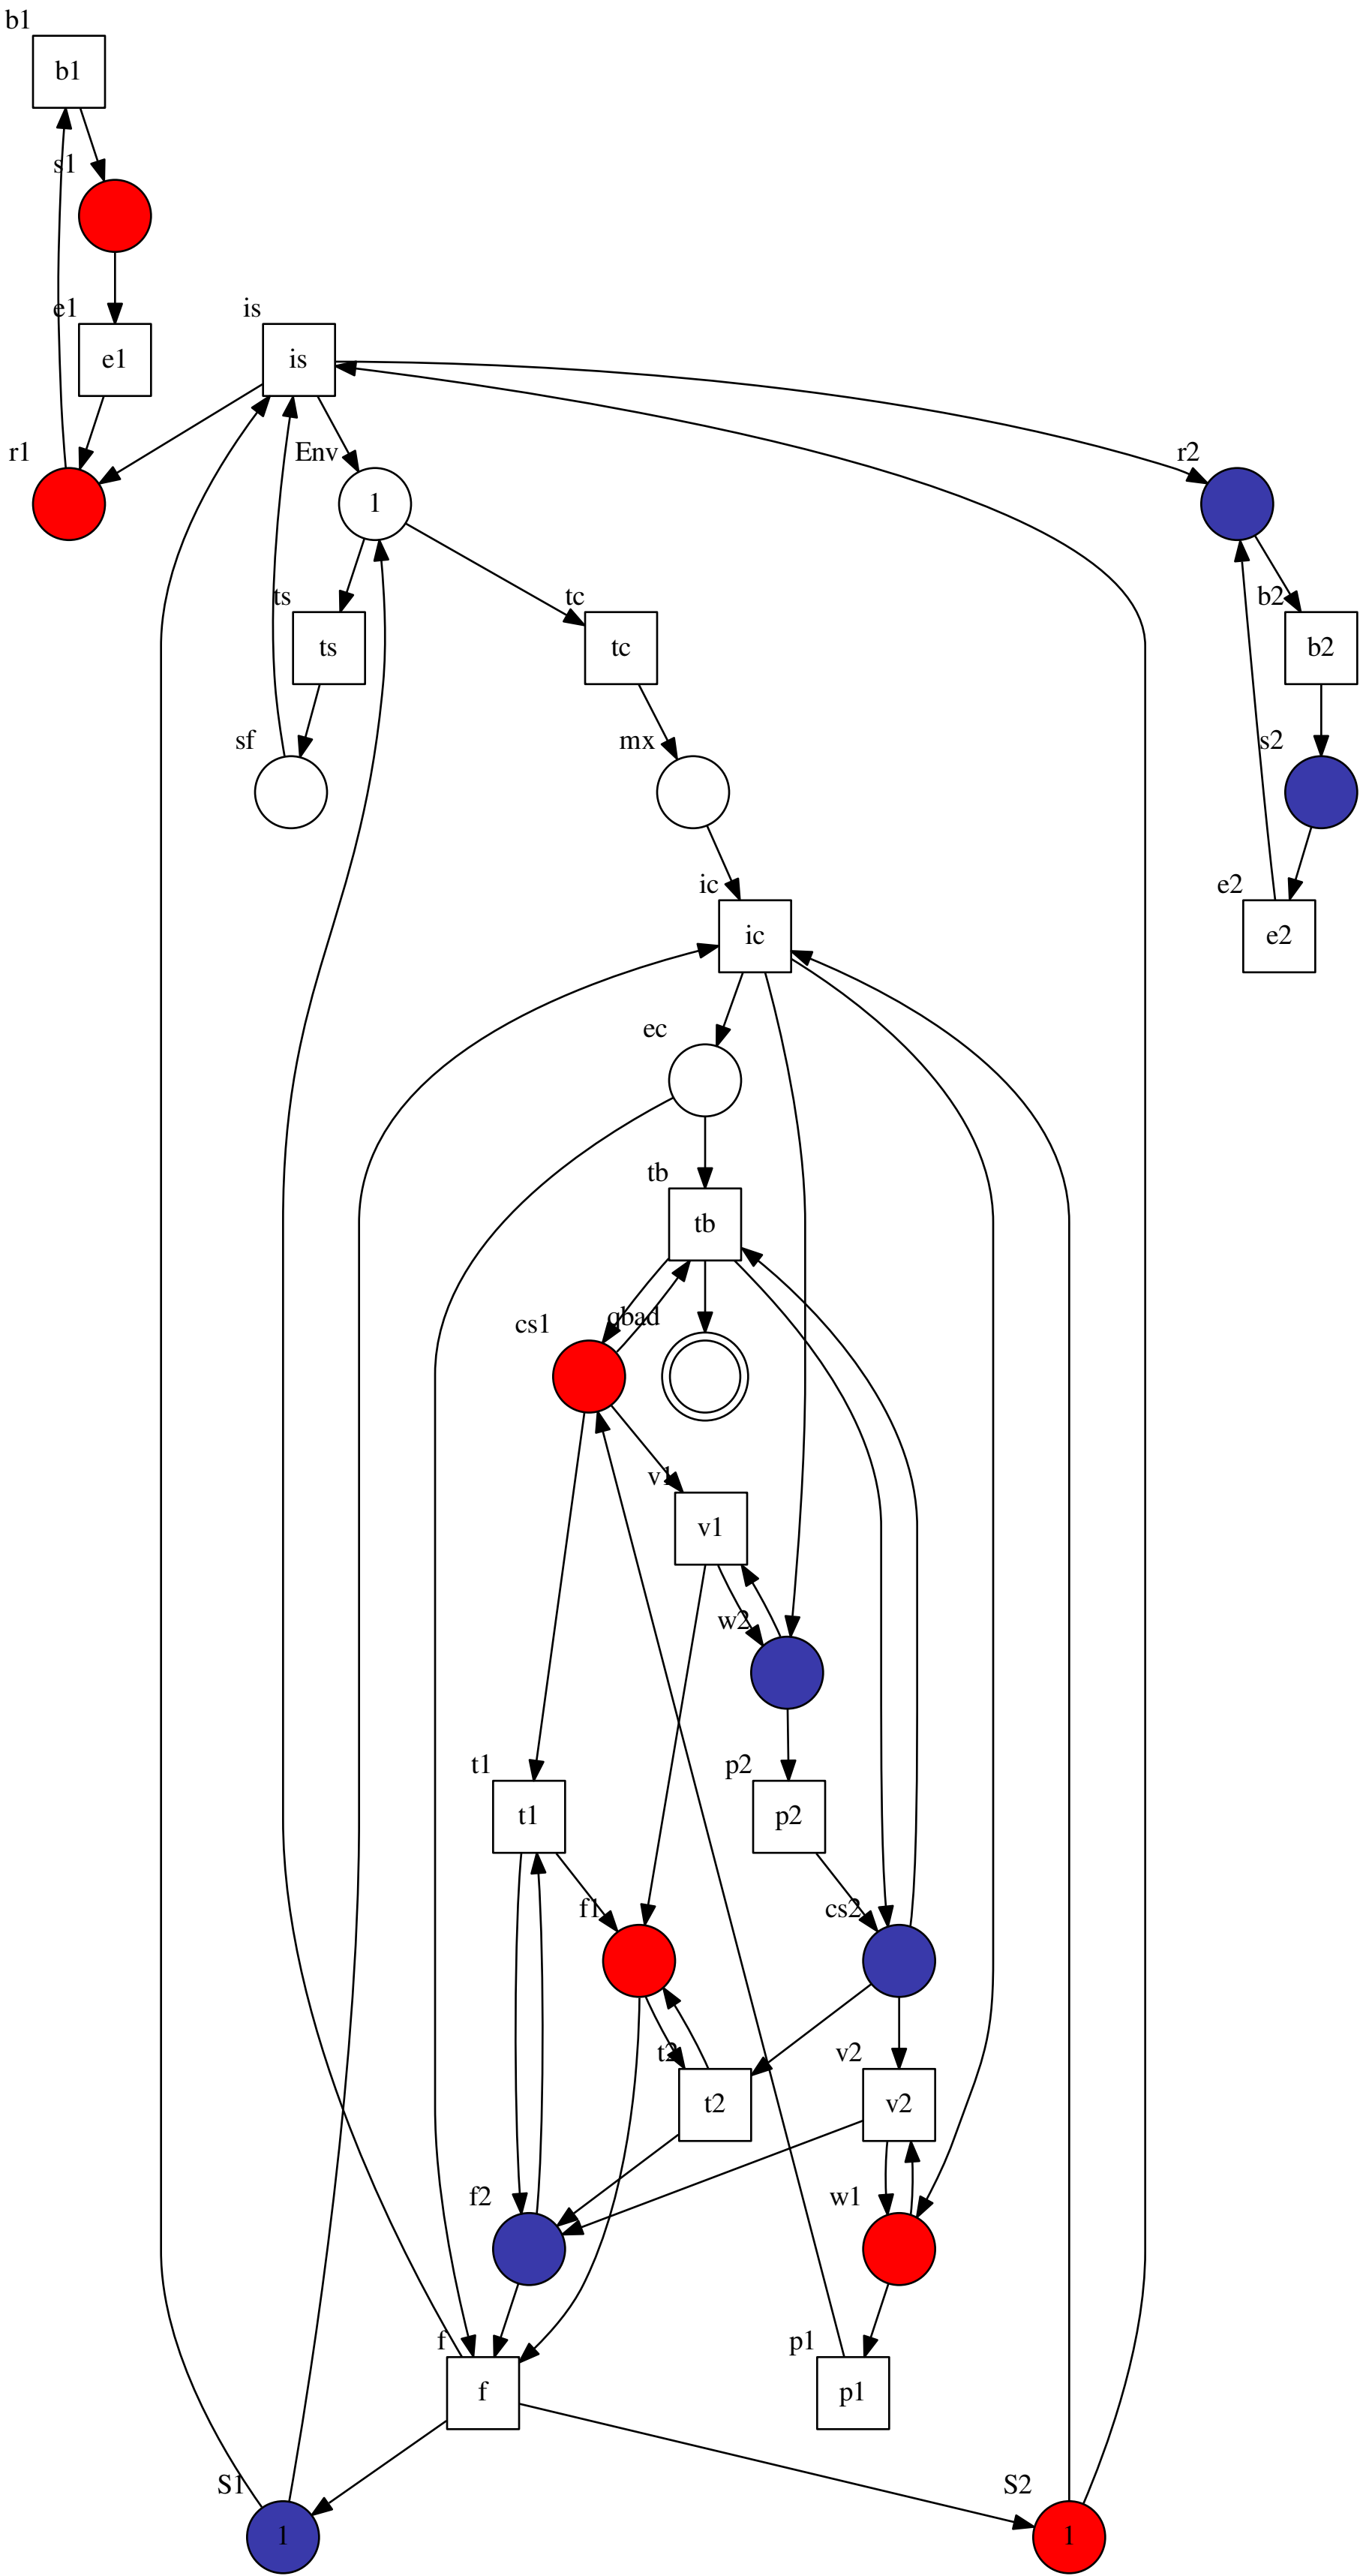 b1
b1
s1
e1
e1
is
is
r1
Env
1
r2
ts
ts
tc
tc
b2
b2
sf
mx
s2
ic
ic
e2
e2
ec
tb
tb
cs1
qbad
v1
v1
w2
t1
t1
p2
p2
f1
cs2
t2
t2
v2
v2
f2
w1
f
f
p1
p1
S1
1
S2
1